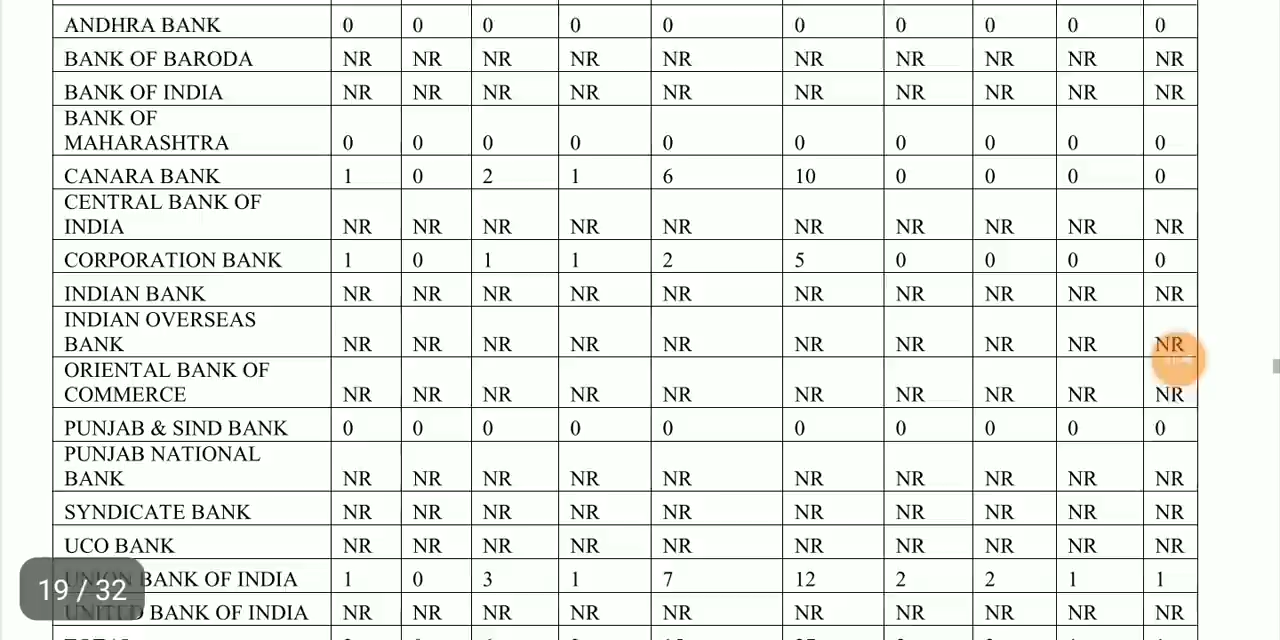 ANDHRA BANK 0 0 0 0 0 0 0 0 0 0
BANK OF BARODA NR NR NR NR NR NR NR NR NR NR
BANK OF INDIA NR NR NR NR NR NR NR NR NR NR
BANK OF
MAHARASHTRA 0 0 0 0 0 0 0 0 0 0
CANARA BANK 1 0 2 1 6 10 0 0 0 0
CENTRAL BANK OF
INDIA NR NR NR NR NR NR NR NR NR NR
CORPORATION BANK 1 0 1 1 2 5 0 0 0 0
INDIAN BANK NR NR NR NR NR NR NR NR NR NR
INDIAN OVERSEAS
BANK NR NR NR NR NR NR NR NR NR NR
ORIENTAL BANK OF
COMMERCE NR NR NR NR NR NR NR NR NR NR
PUNJAB & SIND BANK 0 0 0 0 0 0 0 0 0 0
PUNJAB NATIONAL
BANK NR NR NR NR NR NR NR NR NR NR
SYNDICATE BANK NR NR NR NR NR NR NR NR NR NR
UCO BANK NR NR NR NR NR NR NR NR NR NR
UNION BANK OF INDIA 1 0 3 1 7 12 2 2 1 1
19 / 32
UNITED BANK OF INDIA NR NR NR NR NR NR NR NR NR NR